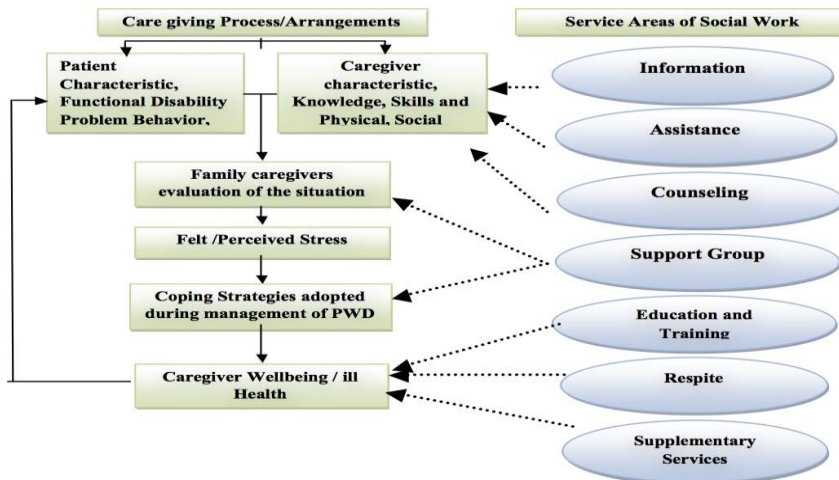 Care giving Process/Arrangements
Service Areas of Social Work
Patient
Characteristic,
Functional Disability
Problem Behavior,
Caregiver
characteristic,
Knowledge, Skills and
Physical, Social
Information
Assistance
Counseling
Family caregivers
evaluation of the situation
Felt /Perceived Stress
Support Group
Coping Strategies adopted
during management of PWD
Education and
Training
Caregiver Wellbeing / ill
Health
Respite
Supplementary
Services